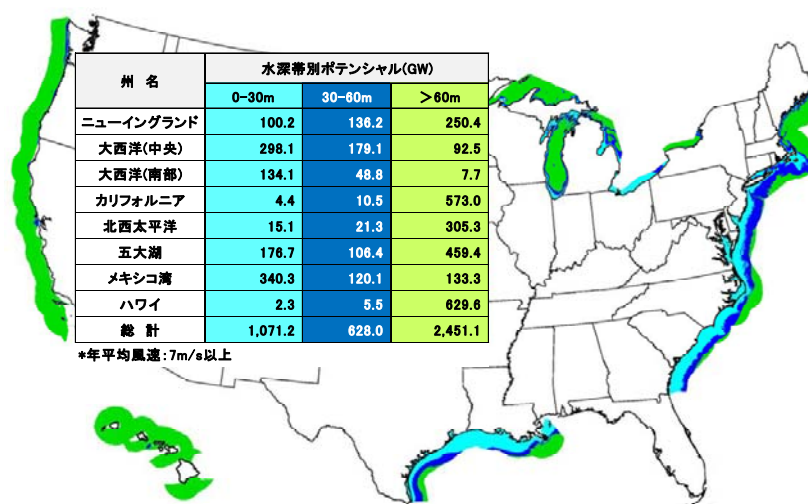 州 名 水深帯別ポテンシャル(GW)
0-30m 30-60m >60m
ニューイングランド 100.2 136.2 250.4
大西洋(中央) 298.1 179.1 92.5
大西洋(南部) 134.1 48.8 7.7
カリフォルニア 4.4 10.5 573.0
北西太平洋 15.1 21.3 305.3
五大湖 176.7 106.4 459.4
メキシコ湾 340.3 120.1 133.3
ハワイ 2.3 5.5 629.6
総 計 1,071.2 628.0 2,451.1
*年平均風速:7m/s以上